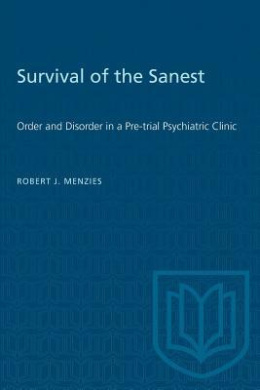 Survival of the Sanest
Order and Disorder in a Pre-trial Psychiatric Clinic
ROBERT J. MENZIES